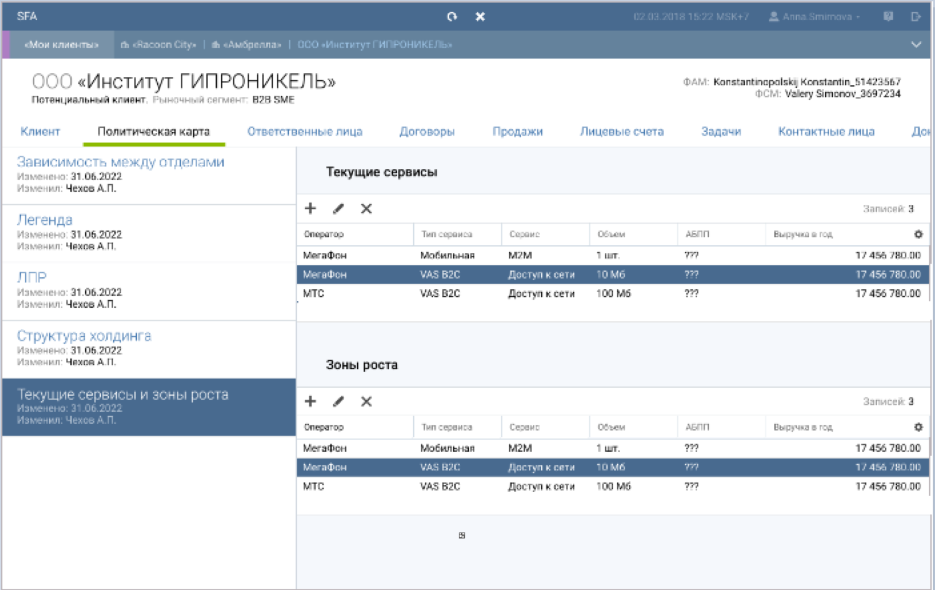 SFA 02.03.2018 15:22 MSK+7 Anna Smirnova
«Мои клиенты» «Racoon City» | «Амбрелла» | ООО «Институт ГИПРОНИКЕЛЬ»
ООО «Институт ГИПРОНИКЕЛЬ»
Потенциальный клиент. Рыночный сегмент: B2B SME
ФАМ: Konstantinopolskij Konstantin_51423567
ФСМ: Valery Simonov_3697234
Клиент Политическая карта Ответственные лица Договоры Продажи Лицевые счета Задачи Контактные лица До
Зависимость между отделами
Изменено: 31.06.2022
Изменил: Чехов А.П.
Легенда
Изменено: 31.06.2022
Изменил: Чехов А.П.
ЛПР
Изменено: 31.06.2022
Изменил: Чехов А.П.
Структура холдинга
Изменено: 31.06.2022
Изменил: Чехов А.П.
Текущие сервисы и зоны роста
Изменено: 31.06.2022
Изменил: Чехов А.П.
Текущие сервисы
Записей: 3
Оператор Тип сервиса Сервис Объем АБПП Выручка в год
МегаФон Мобильная M2M 1 шт. ??? 17 456 780.00
МегаФон VAS B2C Доступ к сети 10 Мб ??? 17 456 780.00
МТС VAS B2C Доступ к сети 100 Мб ??? 17 456 780.00
Зоны роста
Записей: 3
Оператор Тип сервиса Сервис Объем АБПП Выручка в год
МегаФон Мобильная M2M 1 шт. ??? 17 456 780.00
МегаФон VAS B2C Доступ к сети 10 Мб ??? 17 456 780.00
МТС VAS B2C Доступ к сети 100 Мб ??? 17 456 780.00